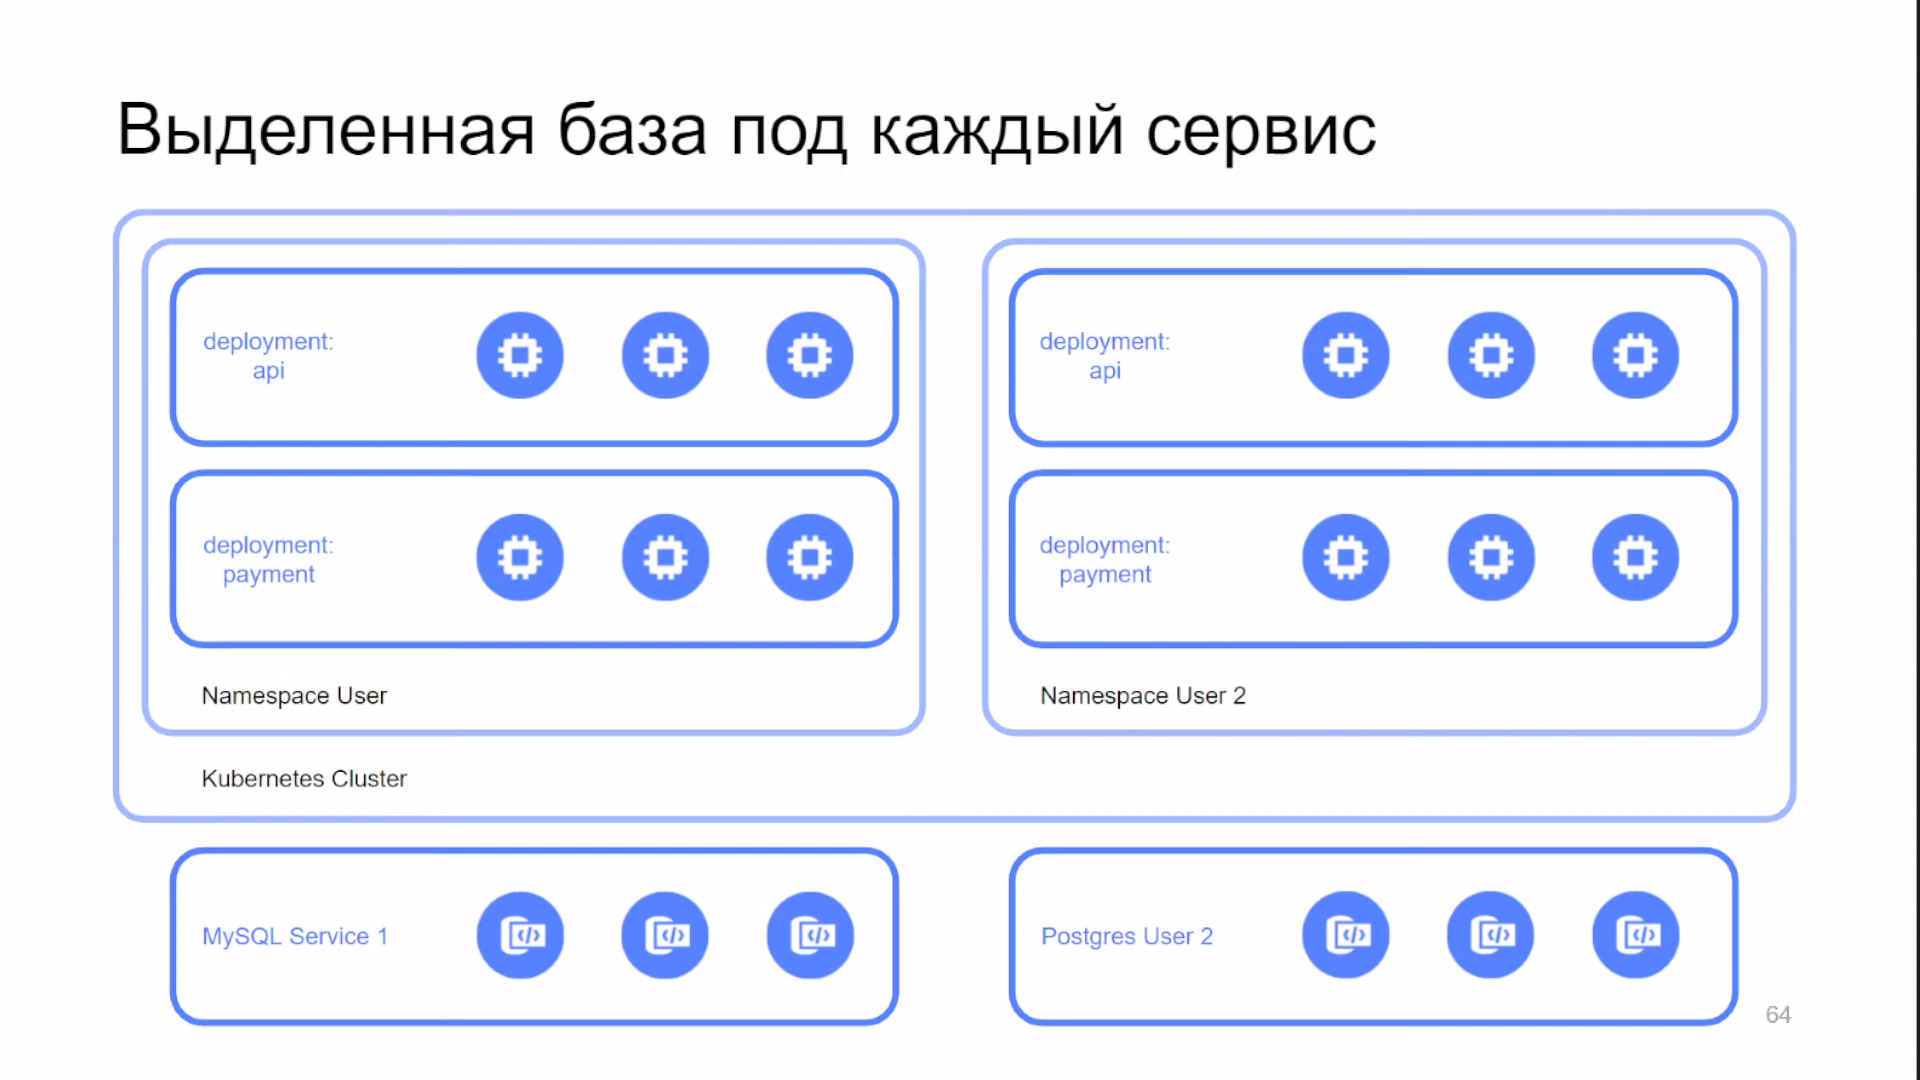 Выделенная база под каждый сервис
deployment:
api
deployment:
payment
Namespace User
deployment:
api
deployment:
payment
Namespace User 2
Kubernetes Cluster
MySQL Service 1
Postgres User 2
64